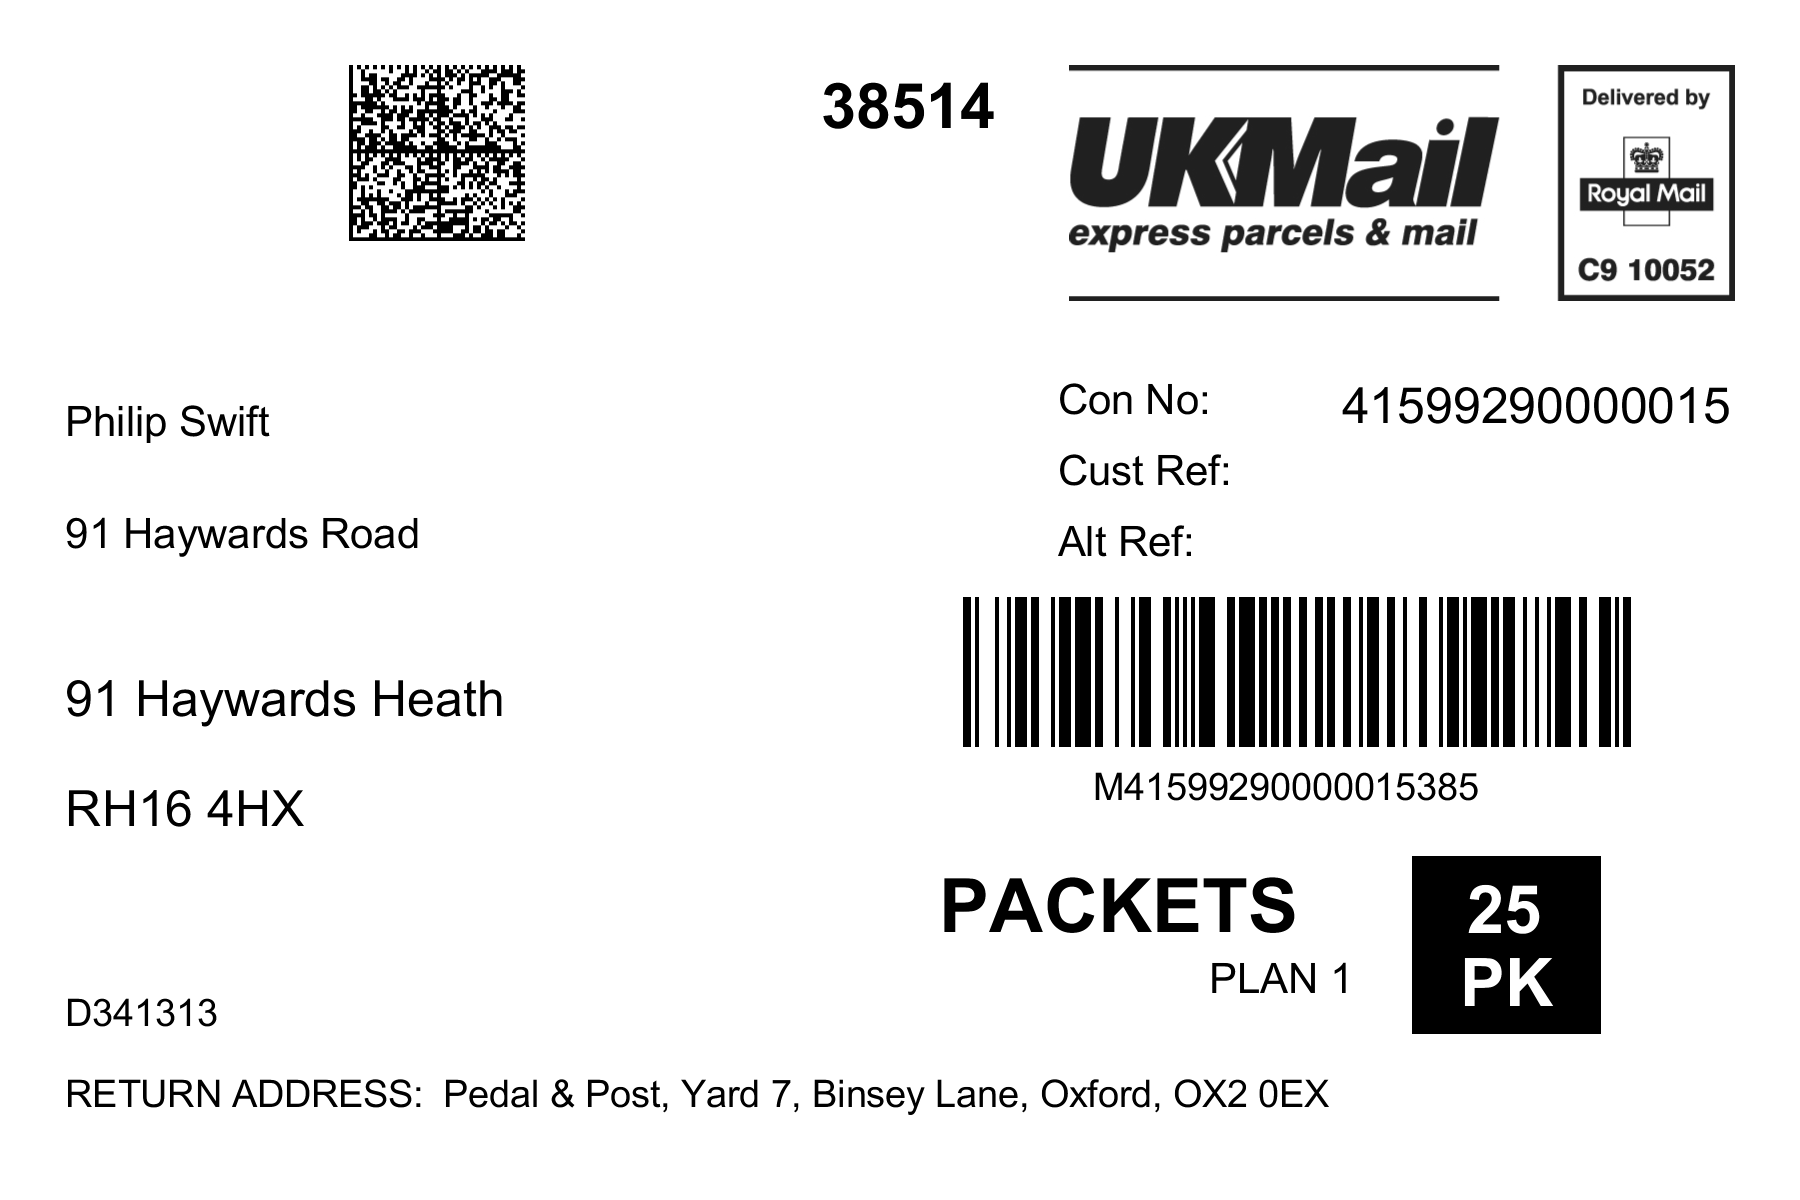 38514
UKMail
express parcels & mail
Delivered by
Royal Mail
C9 10052
Philip Swift
91 Haywards Road
91 Haywards Heath
RH16 4HX
Con No: 41599290000015
Cust Ref:
Alt Ref:
M41599290000015385
PACKETS
PLAN 1
25
PK
D341313
RETURN ADDRESS: Pedal & Post, Yard 7, Binsey Lane, Oxford, OX2 0EX